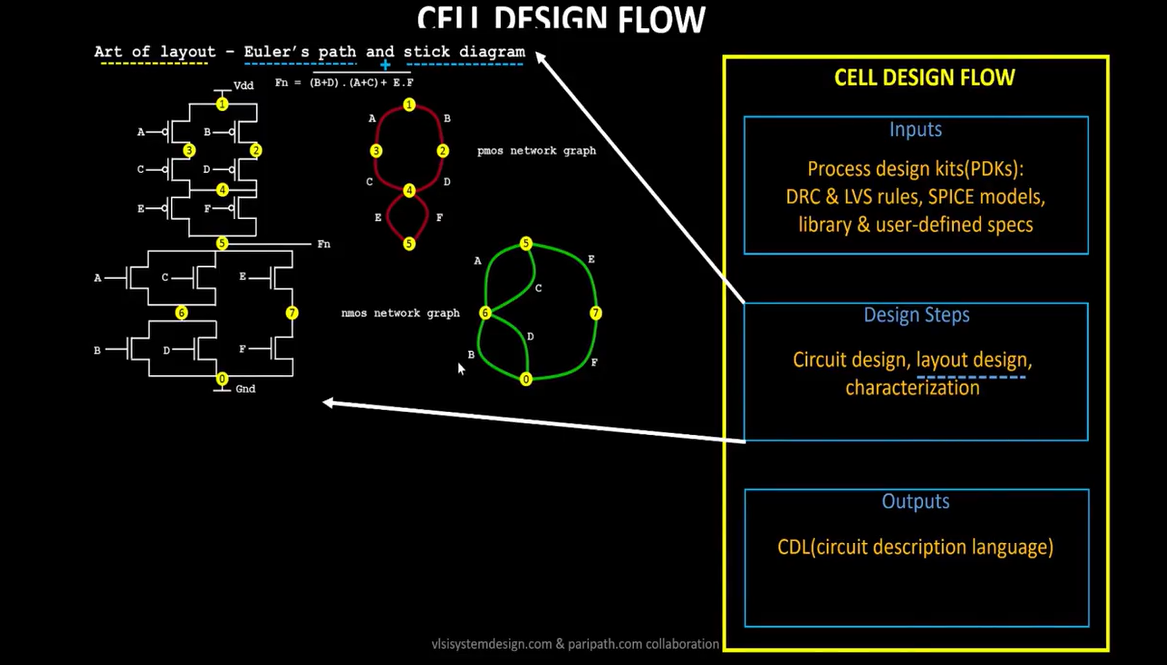 CELL DESIGN FLOW
Art of layout – Euler's path and stick diagram
+
Fn = (B+D).(A+C)+ E.F
Vdd
1
A
B
3
2
C
D
4
E
F
5
Fn
A
C
E
6
7
B
D
F
0
Gnd
1
A
B
3
2
pmos network graph
C
D
4
E
F
5
5
A
E
C
nmos network graph
6
7
D
B
F
0
CELL DESIGN FLOW
Inputs
Process design kits(PDKs):
DRC & LVS rules, SPICE models,
library & user-defined specs
Design Steps
Circuit design, layout design,
characterization
Outputs
CDL(circuit description language)
vlsisystemdesign.com & paripath.com collaboration